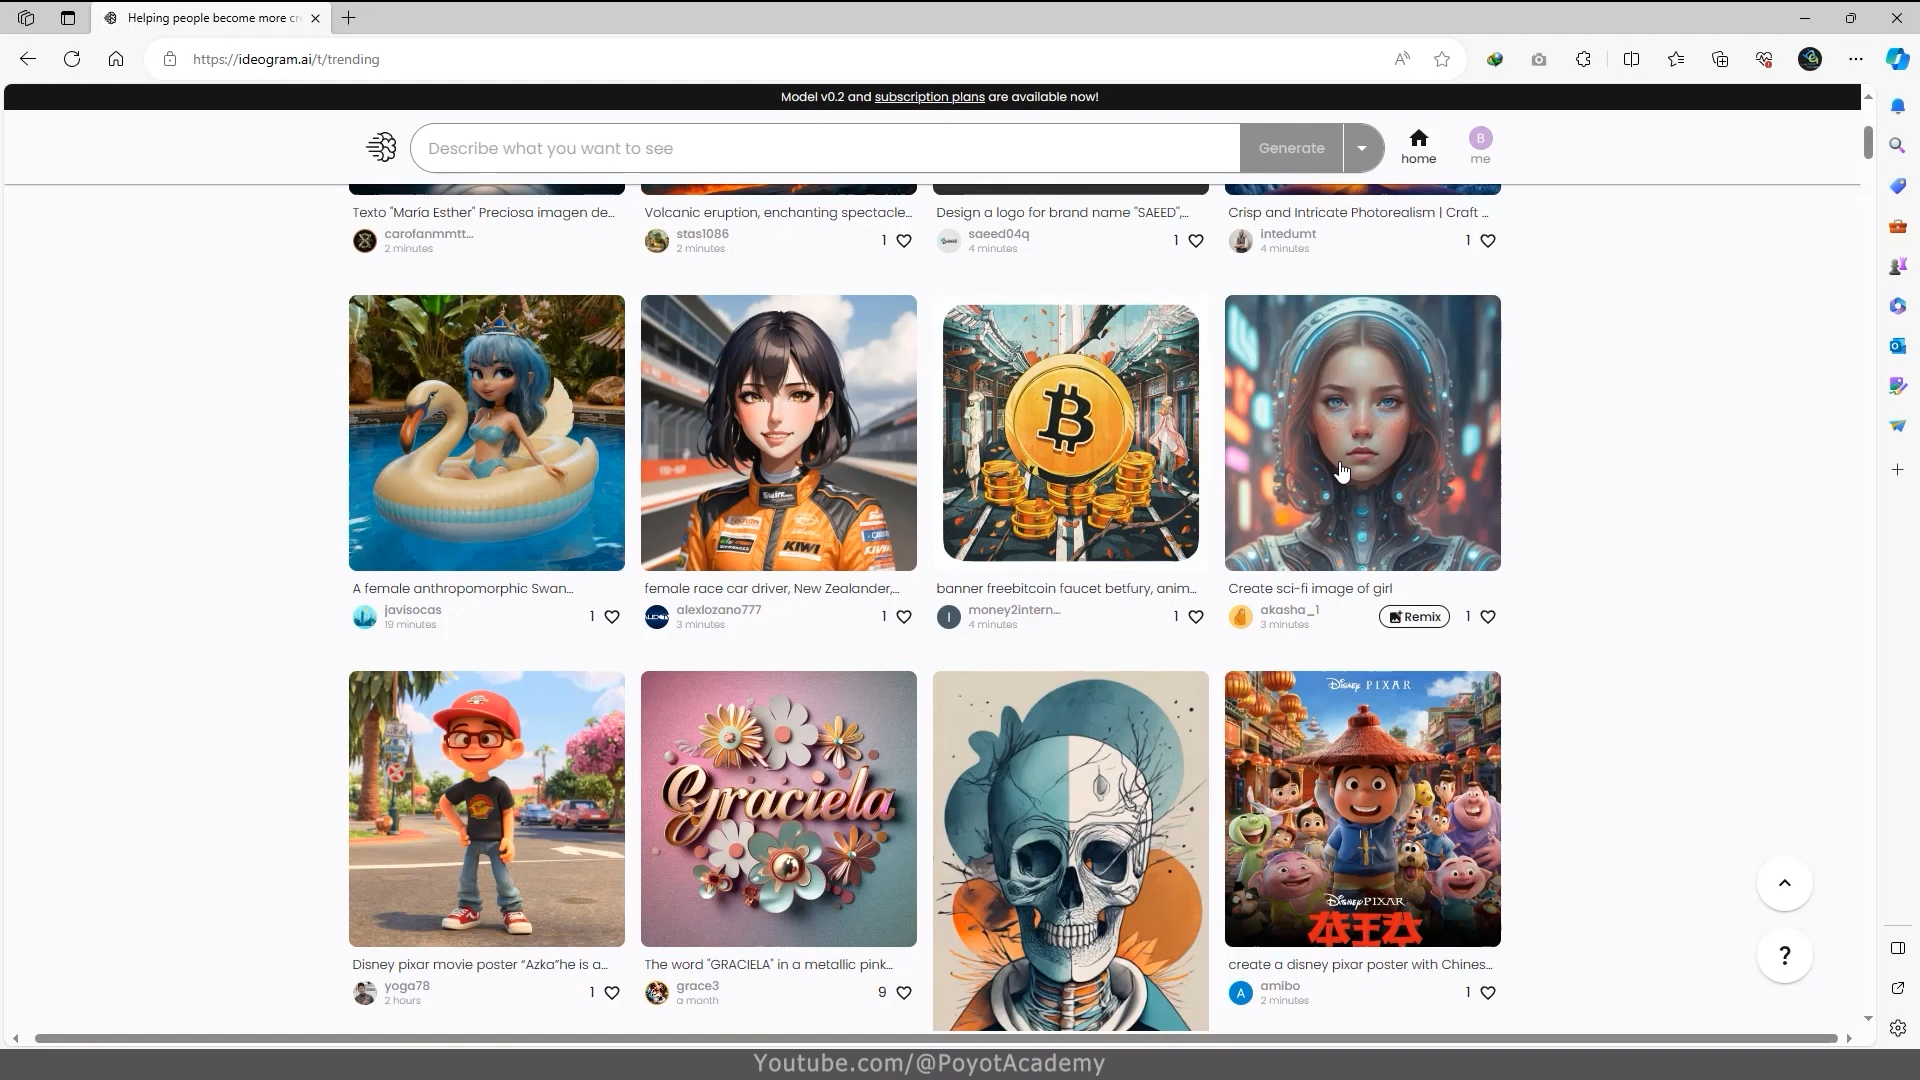 Helping people become more cr
https://ideogram.ai/t/trending
Model v0.2 and subscription plans are available now!
Describe what you want to see
Generate
home
B
me
Texto "María Esther" Preciosa imagen de...
carofanmmtt...
2 minutes
Volcanic eruption, enchanting spectacle...
stas1086
2 minutes
1
Design a logo for brand name "SAEED",...
saeed04q
4 minutes
1
Crisp and Intricate Photorealism | Craft ...
intedumt
4 minutes
1
KIWI
B
A female anthropomorphic Swan...
javisocas
19 minutes
1
female race car driver, New Zealander,...
alexlozano777
3 minutes
1
banner freebitcoin faucet betfury, anim...
I
money2intern...
4 minutes
1
Create sci-fi image of girl
akasha_1
3 minutes
Remix
1
Graciela
Disney PIXAR
Disney PIXAR
Disney pixar movie poster “Azka”he is a...
yoga78
2 hours
1
The word "GRACIELA" in a metallic pink...
grace3
a month
9
create a disney pixar poster with Chines...
A
amibo
2 minutes
1
?
Youtube.com/@PoyotAcademy